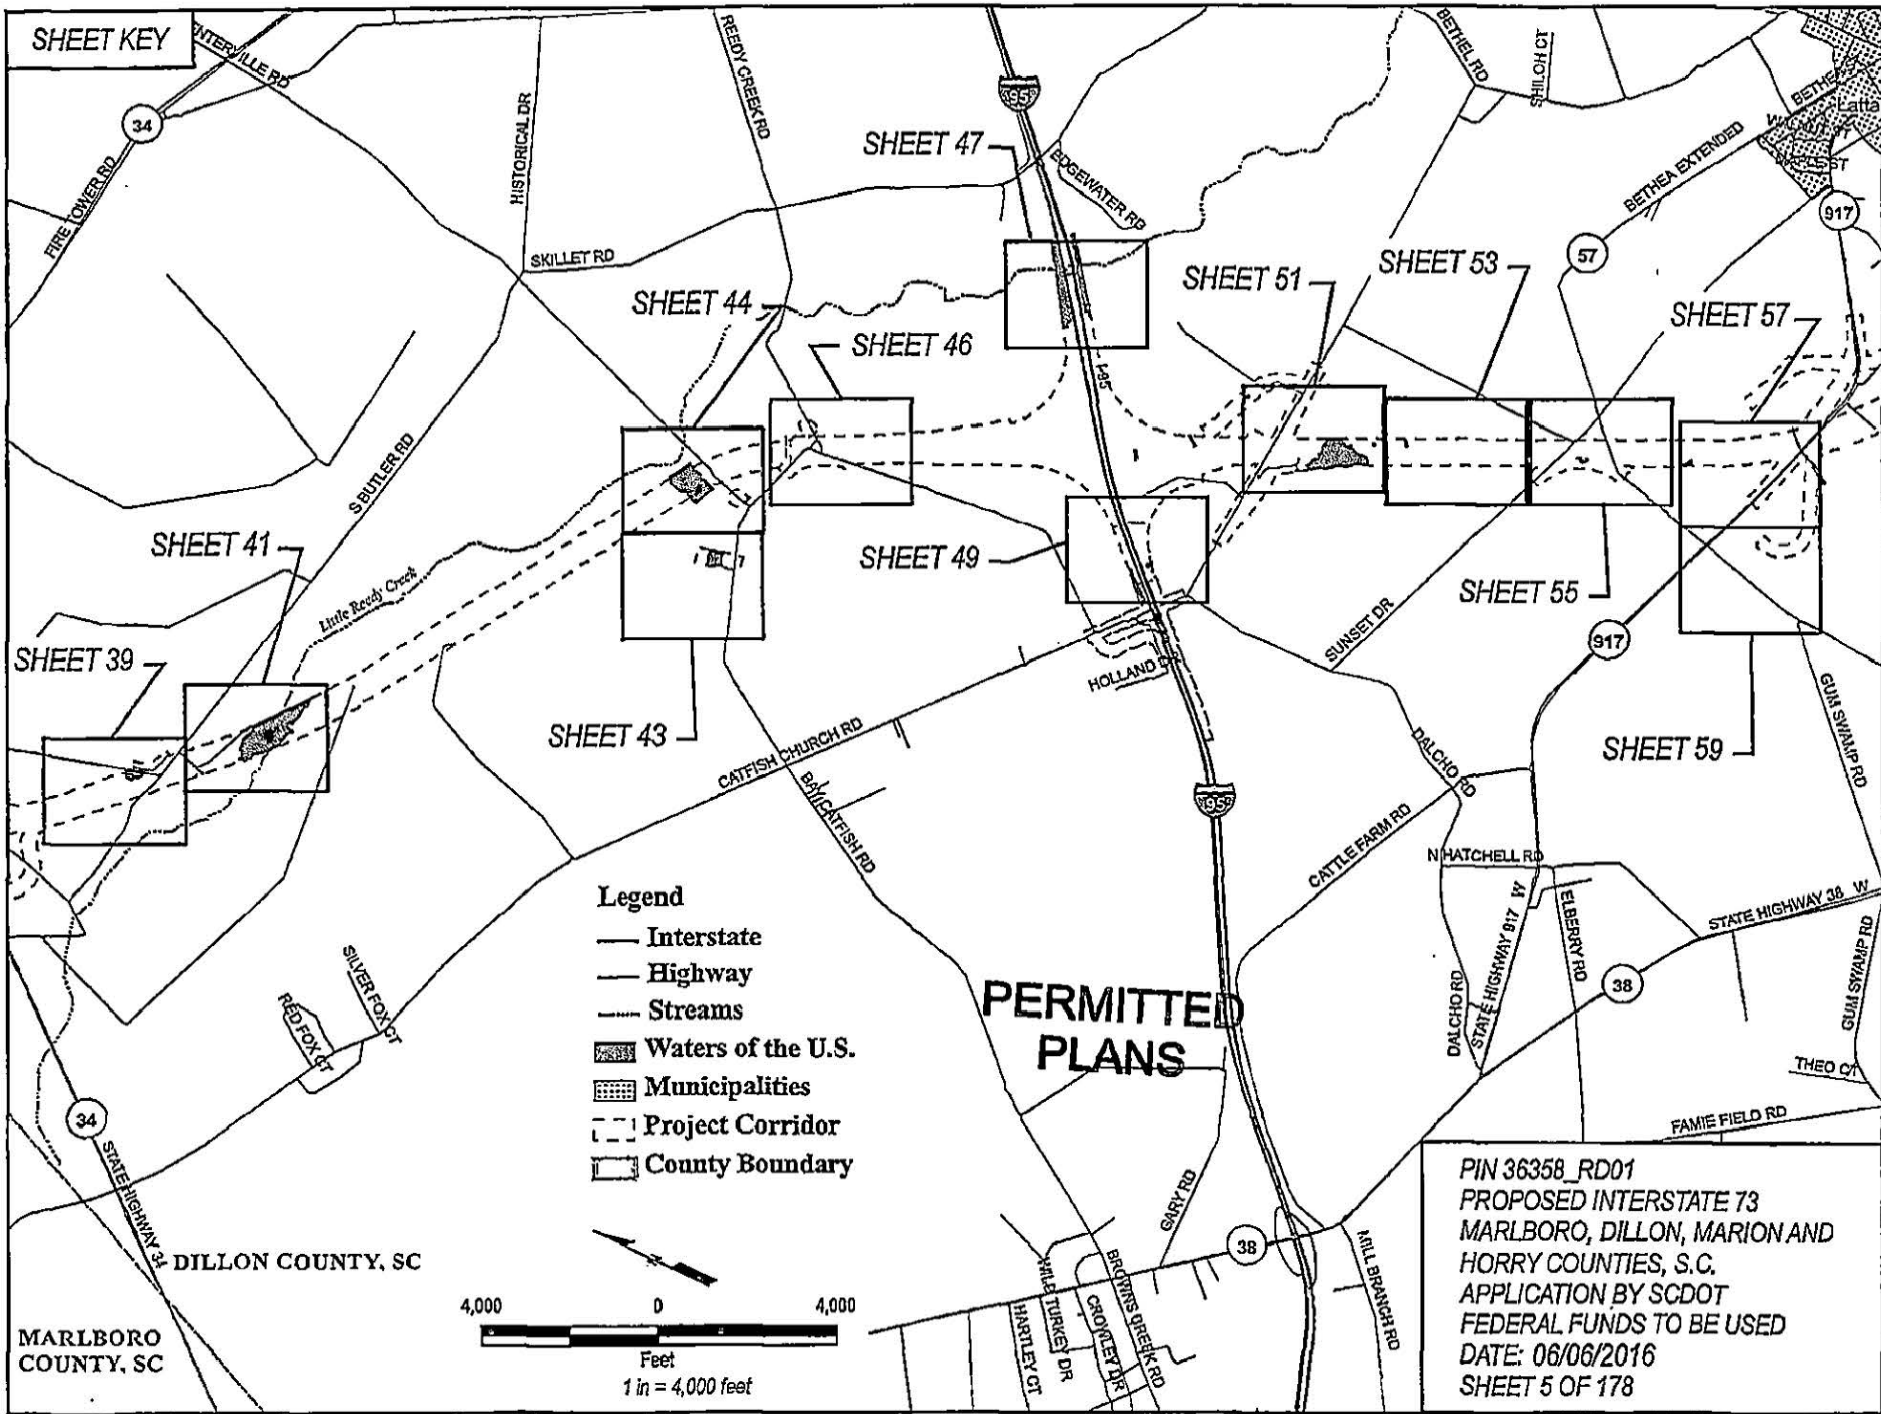 SHEET KEY
34
FIRE TOWER RD
HISTORICAL DR
REEDY CREEK RD
SKILLET RD
95
SHEET 47
EDGEWATER RD
BETHEL RD
SHILOH CT
BETHEA EXTENDED
Latta
917
57
SHEET 44
SHEET 46
SHEET 51
SHEET 53
SHEET 57
I-95
S BUTLER RD
SHEET 41
Little Reedy Creek
SHEET 39
SHEET 43
SHEET 49
SHEET 55
SHEET 59
HOLLAND
SUNSET DR
917
GUM SWAMP RD
CATFISH CHURCH RD
BAY CATFISH RD
95
DALCHO RD
CATTLE FARM RD
N HATCHELL RD
STATE HIGHWAY 917 W
ELBERRY RD
DALCHO RD
STATE HIGHWAY 38 W
38
GUM SWAMP RD
THEO CT
FAMIE FIELD RD
SILVER FOX CT
RED FOX CT
Legend
Interstate
Highway
Streams
Waters of the U.S.
Municipalities
Project Corridor
County Boundary
PERMITTED
PLANS
34
STATE HIGHWAY 34
DILLON COUNTY, SC
MARLBORO
COUNTY, SC
N
4,000 0 4,000
Feet
1 in = 4,000 feet
GARY RD
38
MILL BRANCH RD
BROWNS CREEK RD
WILD TURKEY DR
CROWLEY DR
HARTLEY CT
PIN 36358_RD01
PROPOSED INTERSTATE 73
MARLBORO, DILLON, MARION AND
HORRY COUNTIES, S.C.
APPLICATION BY SCDOT
FEDERAL FUNDS TO BE USED
DATE: 06/06/2016
SHEET 5 OF 178